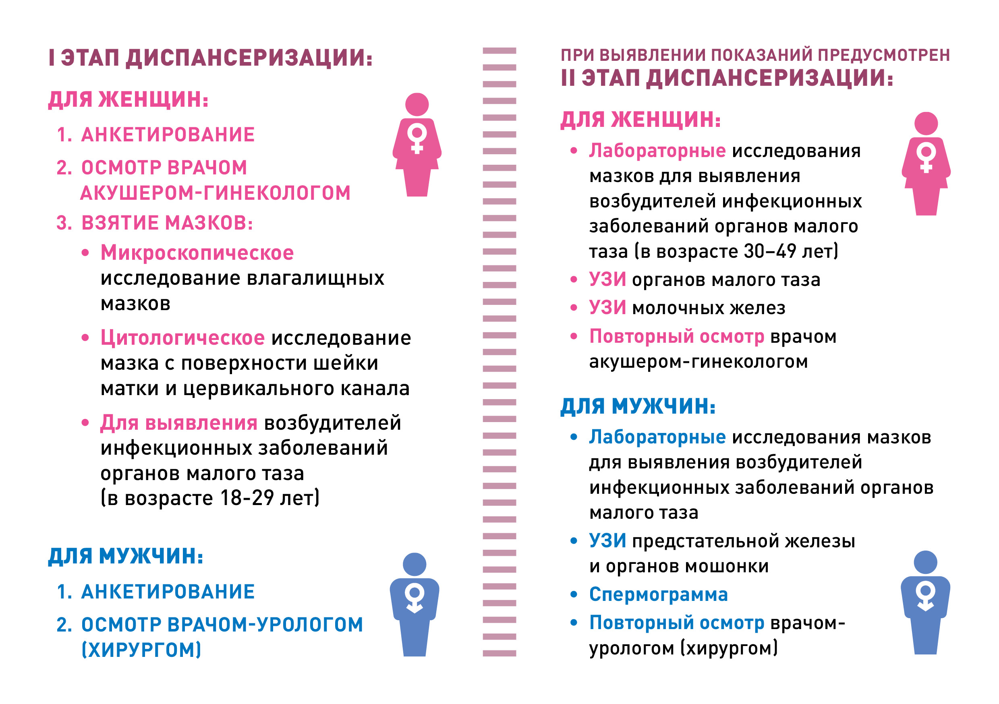 I ЭТАП ДИСПАНСЕРИЗАЦИИ:
ДЛЯ ЖЕНЩИН:
1. АНКЕТИРОВАНИЕ
2. ОСМОТР ВРАЧОМ
АКУШЕРОМ-ГИНЕКОЛОГОМ
3. ВЗЯТИЕ МАЗКОВ:
• Микроскопическое
исследование влагалищных
мазков
• Цитологическое исследование
мазка с поверхности шейки
матки и цервикального канала
• Для выявления возбудителей
инфекционных заболеваний
органов малого таза
(в возрасте 18-29 лет)
ДЛЯ МУЖЧИН:
1. АНКЕТИРОВАНИЕ
2. ОСМОТР ВРАЧОМ-УРОЛОГОМ
(ХИРУРГОМ)
ПРИ ВЫЯВЛЕНИИ ПОКАЗАНИЙ ПРЕДУСМОТРЕН
II ЭТАП ДИСПАНСЕРИЗАЦИИ:
ДЛЯ ЖЕНЩИН:
• Лабораторные исследования
мазков для выявления
возбудителей инфекционных
заболеваний органов малого
таза (в возрасте 30–49 лет)
• УЗИ органов малого таза
• УЗИ молочных желез
• Повторный осмотр врачом
акушером-гинекологом
ДЛЯ МУЖЧИН:
• Лабораторные исследования мазков
для выявления возбудителей
инфекционных заболеваний органов
малого таза
• УЗИ предстательной железы
и органов мошонки
• Спермограмма
• Повторный осмотр врачом-
урологом (хирургом)